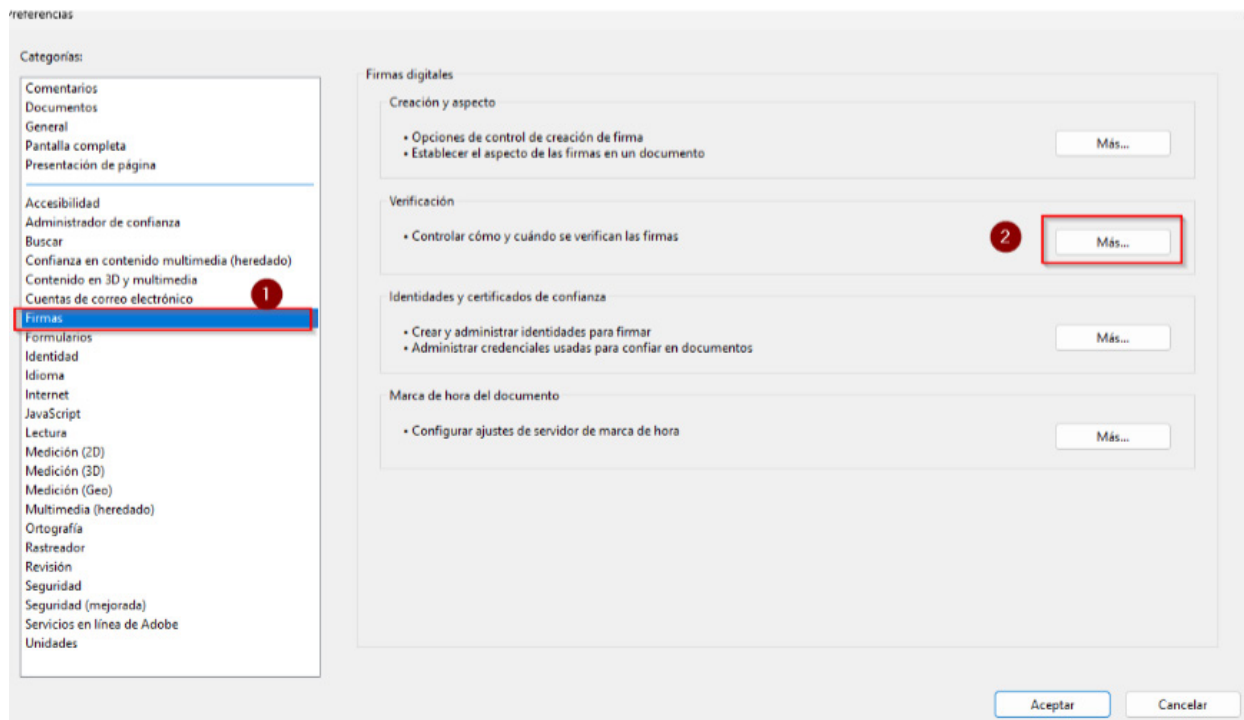 Preferencias
Categorías:
Comentarios
Documentos
General
Pantalla completa
Presentación de página
Accesibilidad
Administrador de confianza
Buscar
Confianza en contenido multimedia (heredado)
Contenido en 3D y multimedia
Cuentas de correo electrónico
1
Firmas
Formularios
Identidad
Idioma
Internet
JavaScript
Lectura
Medición (2D)
Medición (3D)
Medición (Geo)
Multimedia (heredado)
Ortografía
Rastreador
Revisión
Seguridad
Seguridad (mejorada)
Servicios en línea de Adobe
Unidades
Firmas digitales
Creación y aspecto
• Opciones de control de creación de firma
• Establecer el aspecto de las firmas en un documento
Más...
Verificación
• Controlar cómo y cuándo se verifican las firmas
2
Más...
Identidades y certificados de confianza
• Crear y administrar identidades para firmar
• Administrar credenciales usadas para confiar en documentos
Más...
Marca de hora del documento
• Configurar ajustes de servidor de marca de hora
Más...
Aceptar
Cancelar